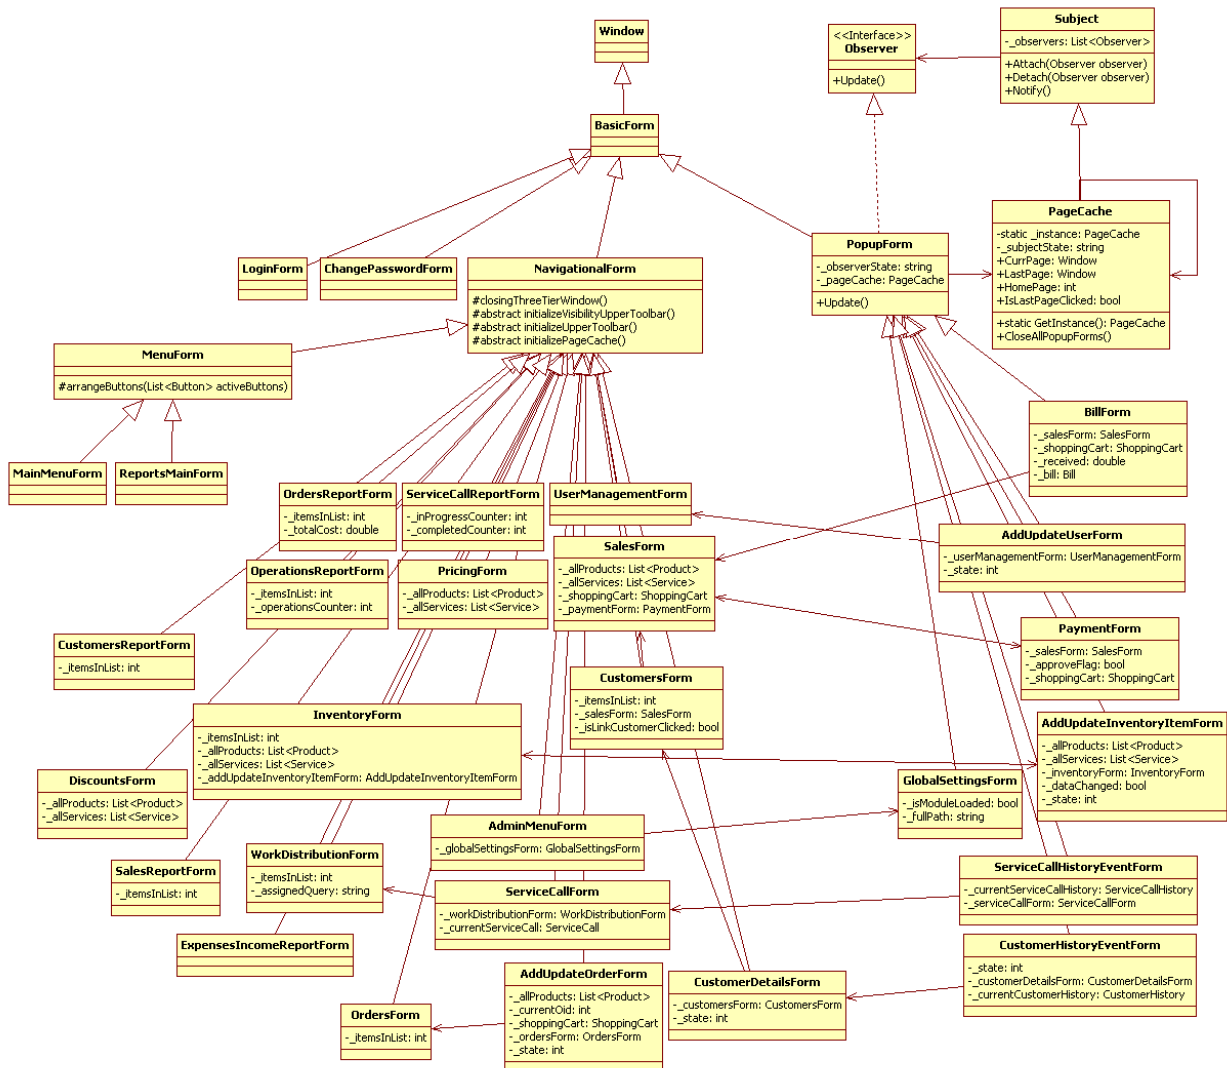 Window
<<Interface>>
Observer
+Update()
Subject
-_observers: List<Observer>
+Attach(Observer observer)
+Detach(Observer observer)
+Notify()
BasicForm
PageCache
-static _instance: PageCache
-_subjectState: string
+CurrPage: Window
+LastPage: Window
+HomePage: int
+IsLastPageClicked: bool
+static GetInstance(): PageCache
+CloseAllPopupForms()
PopupForm
-_observerState: string
-_pageCache: PageCache
+Update()
LoginForm
ChangePasswordForm
NavigationalForm
#closingThreeTierWindow()
#abstract initializeVisibilityUpperToolbar()
#abstract initializeUpperToolbar()
#abstract initializePageCache()
MenuForm
#arrangeButtons(List<Button> activeButtons)
MainMenuForm
ReportsMainForm
BillForm
-_salesForm: SalesForm
-_shoppingCart: ShoppingCart
-_received: double
-_bill: Bill
OrdersReportForm
-_itemsInList: int
-_totalCost: double
ServiceCallReportForm
-_inProgressCounter: int
-_completedCounter: int
UserManagementForm
AddUpdateUserForm
-_userManagementForm: UserManagementForm
-_state: int
SalesForm
-_allProducts: List<Product>
-_allServices: List<Service>
-_shoppingCart: ShoppingCart
-_paymentForm: PaymentForm
OperationsReportForm
-_itemsInList: int
-_operationsCounter: int
PricingForm
-_allProducts: List<Product>
-_allServices: List<Service>
PaymentForm
-_salesForm: SalesForm
-_approveFlag: bool
-_shoppingCart: ShoppingCart
CustomersReportForm
-_itemsInList: int
CustomersForm
-_itemsInList: int
-_salesForm: SalesForm
-_isLinkCustomerClicked: bool
InventoryForm
-_itemsInList: int
-_allProducts: List<Product>
-_allServices: List<Service>
-_addUpdateInventoryItemForm: AddUpdateInventoryItemForm
AddUpdateInventoryItemForm
-_allProducts: List<Product>
-_allServices: List<Service>
-_inventoryForm: InventoryForm
-_dataChanged: bool
-_state: int
DiscountsForm
-_allProducts: List<Product>
-_allServices: List<Service>
GlobalSettingsForm
-_isModuleLoaded: bool
-_fullPath: string
AdminMenuForm
-_globalSettingsForm: GlobalSettingsForm
WorkDistributionForm
-_itemsInList: int
-_assignedQuery: string
SalesReportForm
-_itemsInList: int
ServiceCallForm
-_workDistributionForm: WorkDistributionForm
-_currentServiceCall: ServiceCall
ServiceCallHistoryEventForm
-_currentServiceCallHistory: ServiceCallHistory
-_serviceCallForm: ServiceCallForm
ExpensesIncomeReportForm
CustomerHistoryEventForm
-_state: int
-_customerDetailsForm: CustomerDetailsForm
-_currentCustomerHistory: CustomerHistory
AddUpdateOrderForm
-_allProducts: List<Product>
-_currentOid: int
-_shoppingCart: ShoppingCart
-_ordersForm: OrdersForm
-_state: int
CustomerDetailsForm
-_customersForm: CustomersForm
-_state: int
OrdersForm
-_itemsInList: int